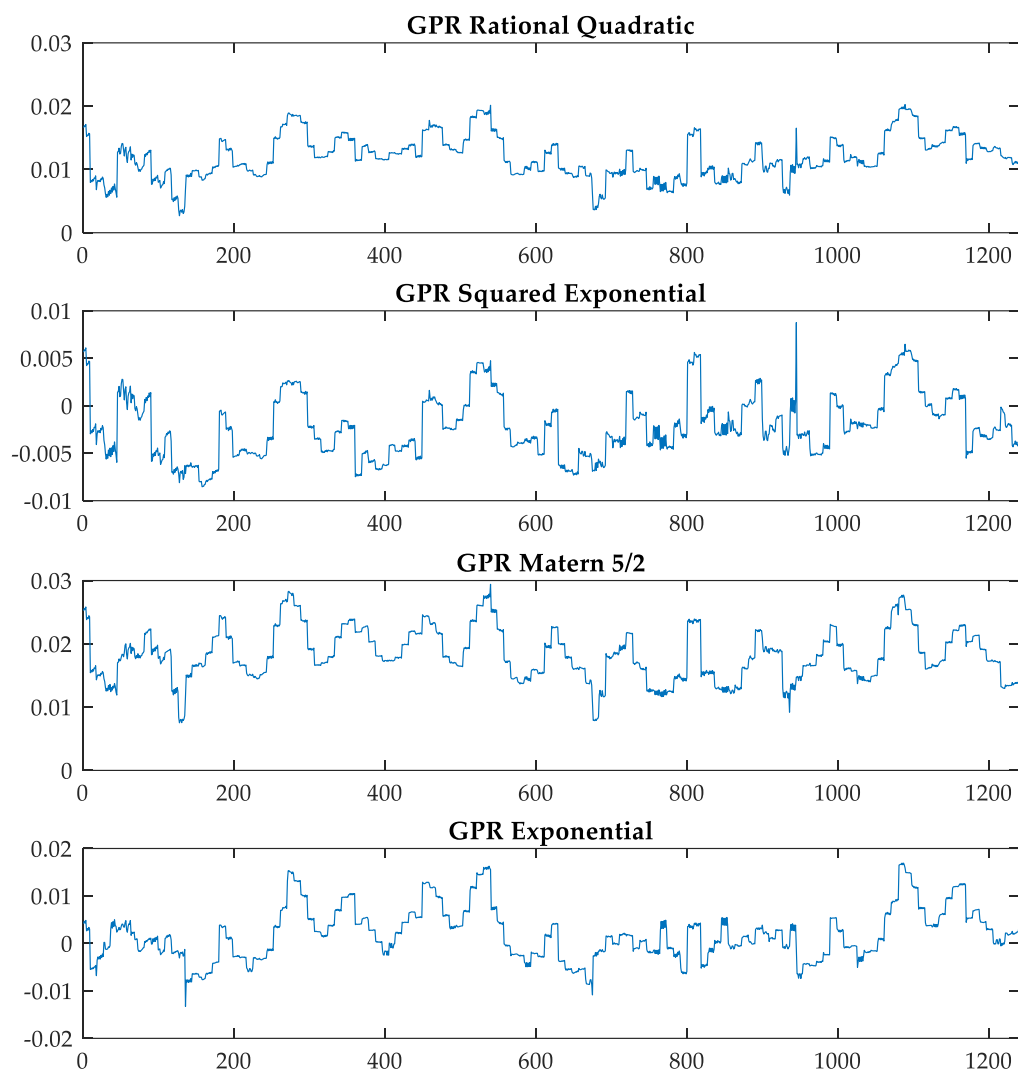 GPR Rational Quadratic
0.03
0.02
0.01
0
0 200 400 600 800 1000 1200
GPR Squared Exponential
0.01
0.005
0
-0.005
-0.01
0 200 400 600 800 1000 1200
GPR Matern 5/2
0.03
0.02
0.01
0
0 200 400 600 800 1000 1200
GPR Exponential
0.02
0.01
0
-0.01
-0.02
0 200 400 600 800 1000 1200